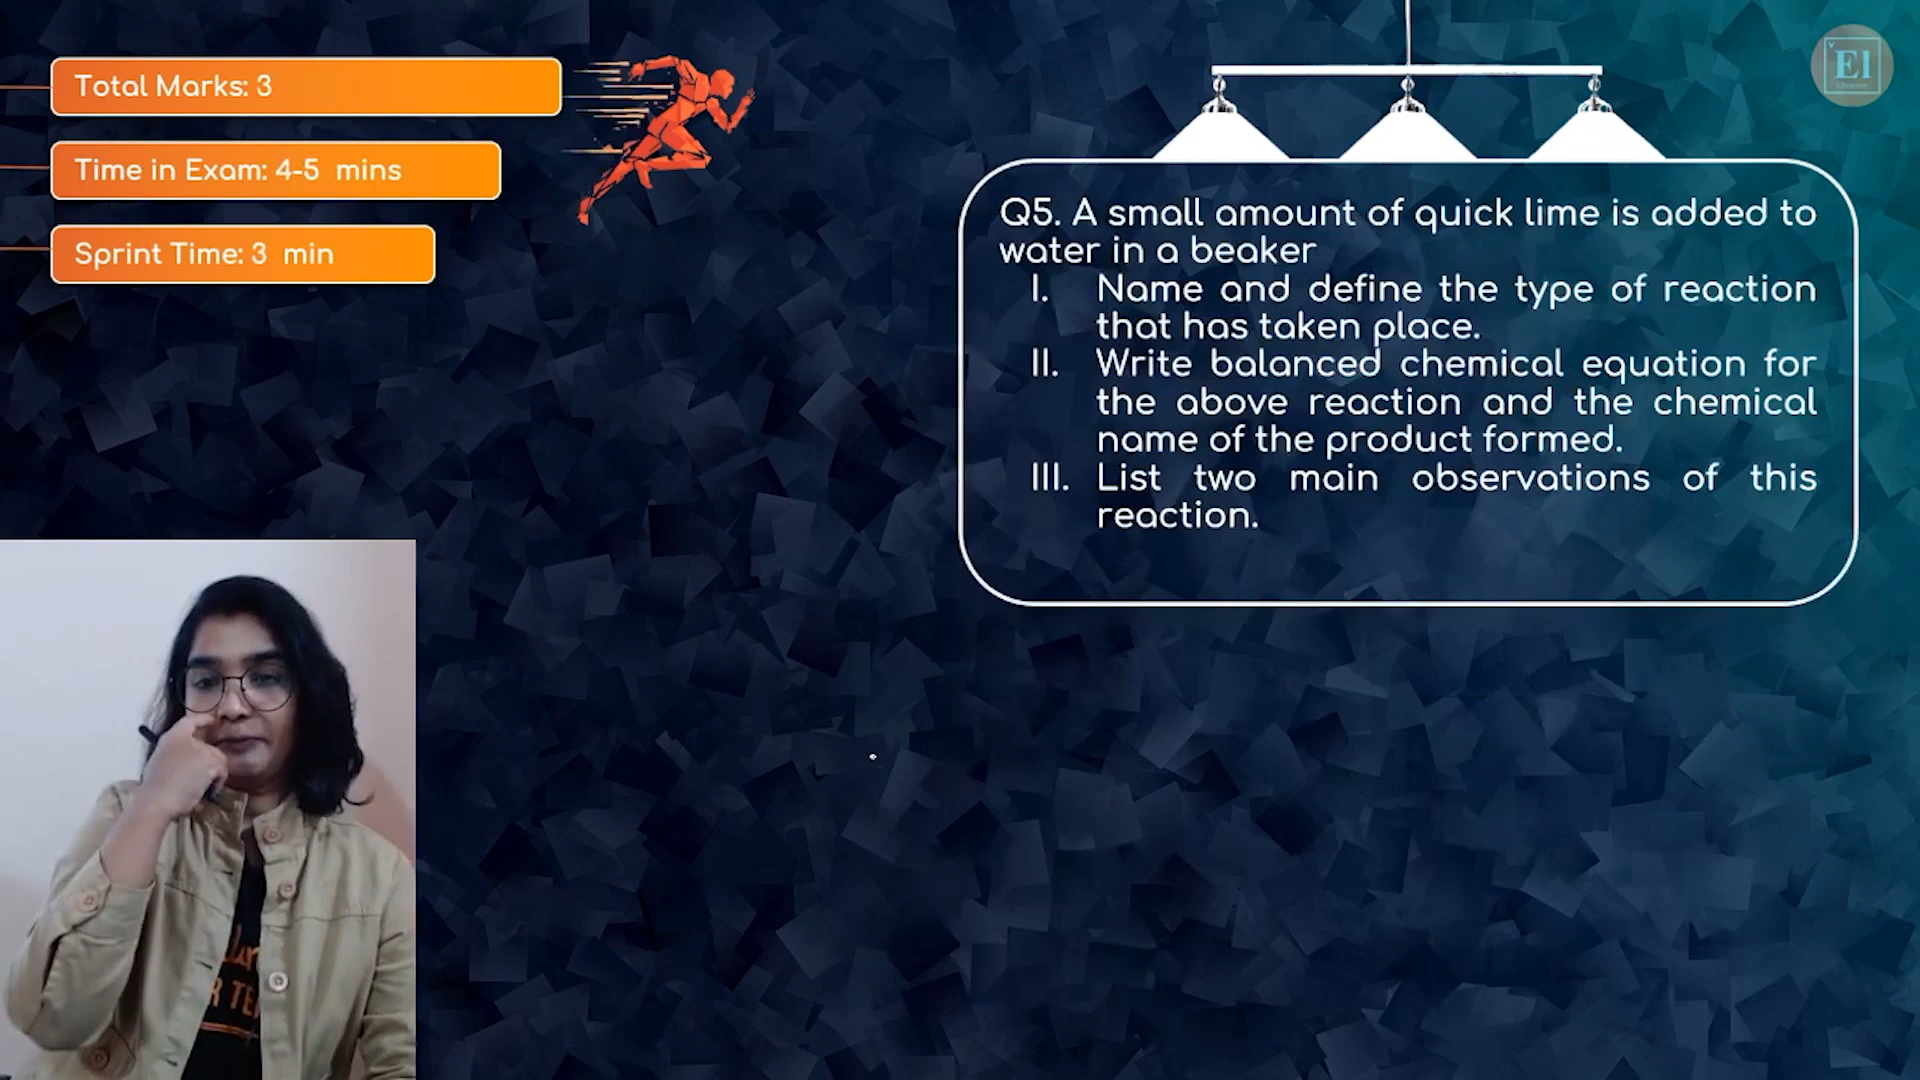 Total Marks: 3
Time in Exam: 4-5 mins
Sprint Time: 3 min
El
Q5. A small amount of quick lime is added to
water in a beaker
I. Name and define the type of reaction
that has taken place.
II. Write balanced chemical equation for
the above reaction and the chemical
name of the product formed.
III. List two main observations of this
reaction.